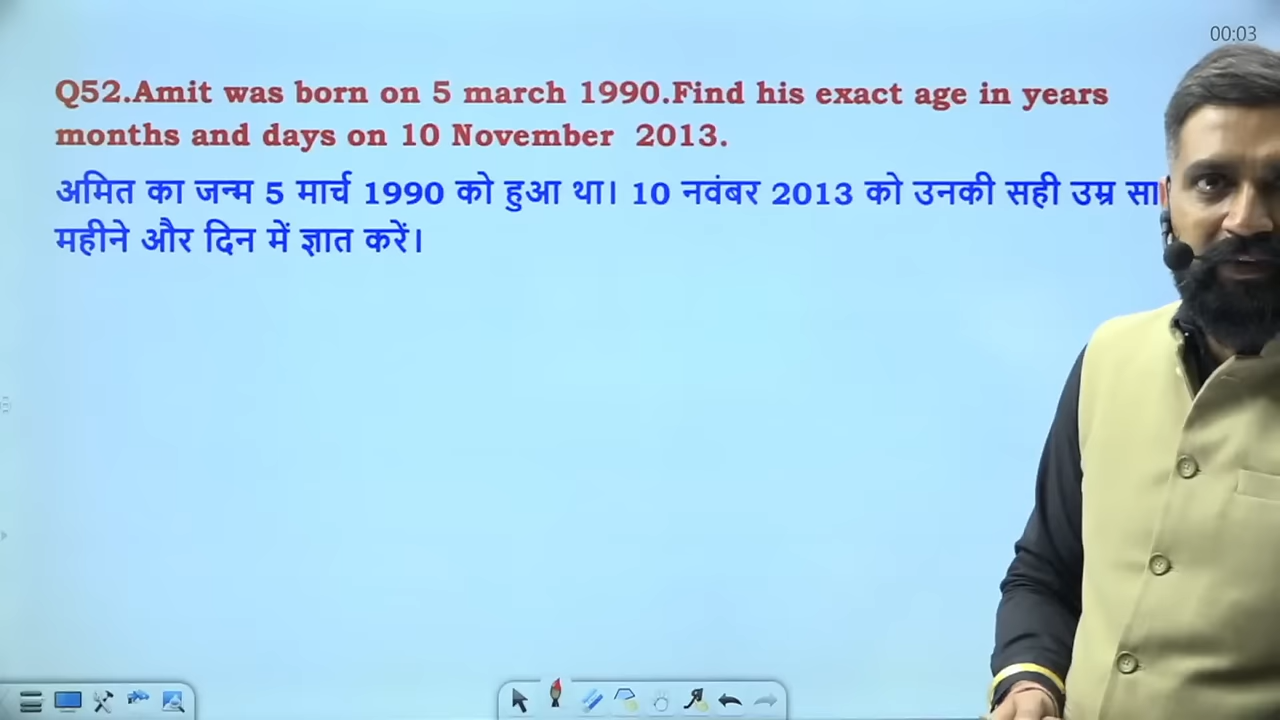 00:03
Q52.Amit was born on 5 march 1990.Find his exact age in years
months and days on 10 November 2013.
अमित का जन्म 5 मार्च 1990 को हुआ था। 10 नवंबर 2013 को उनकी सही उम्र
महीने और दिन में ज्ञात करें।